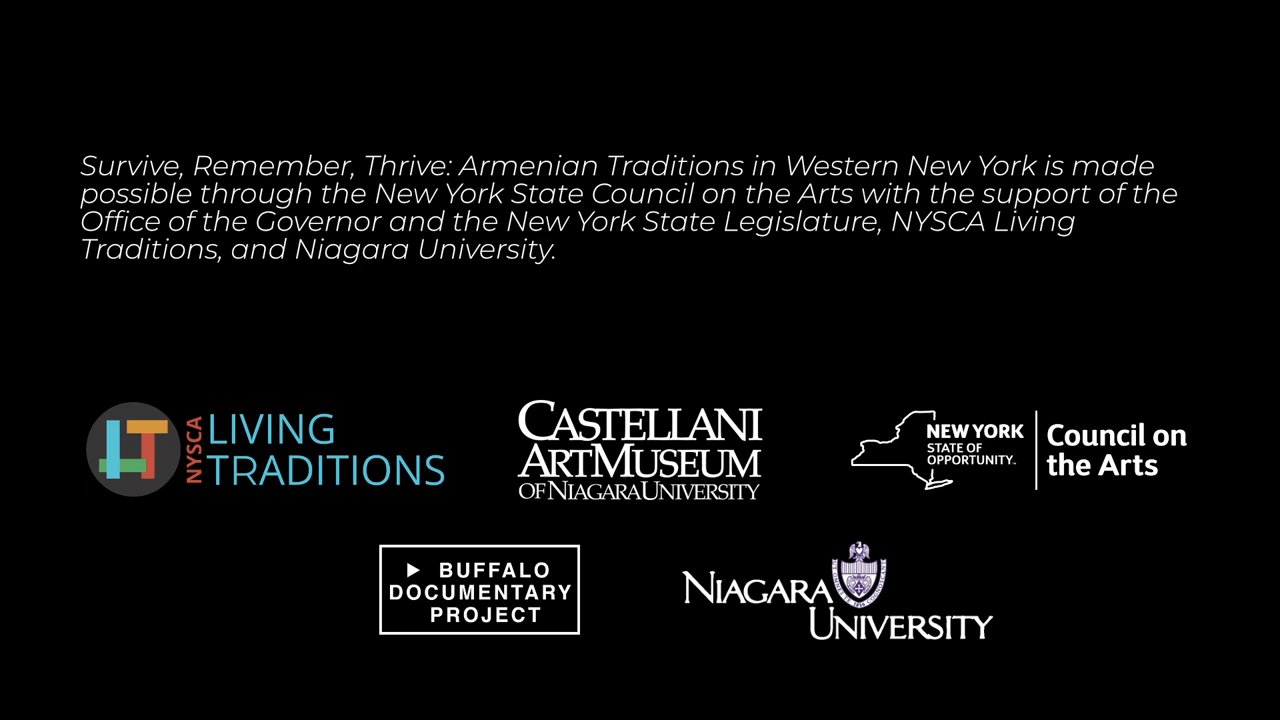 Survive, Remember, Thrive: Armenian Traditions in Western New York is made
possible through the New York State Council on the Arts with the support of the
Office of the Governor and the New York State Legislature, NYSCA Living
Traditions, and Niagara University.
LT
NYSCA
LIVING
TRADITIONS
CASTELLANI
ART MUSEUM
OF NIAGARA UNIVERSITY
NEW YORK
STATE OF
OPPORTUNITY™
Council on
the Arts
BUFFALO
DOCUMENTARY
PROJECT
NIAGARA
UNIVERSITY